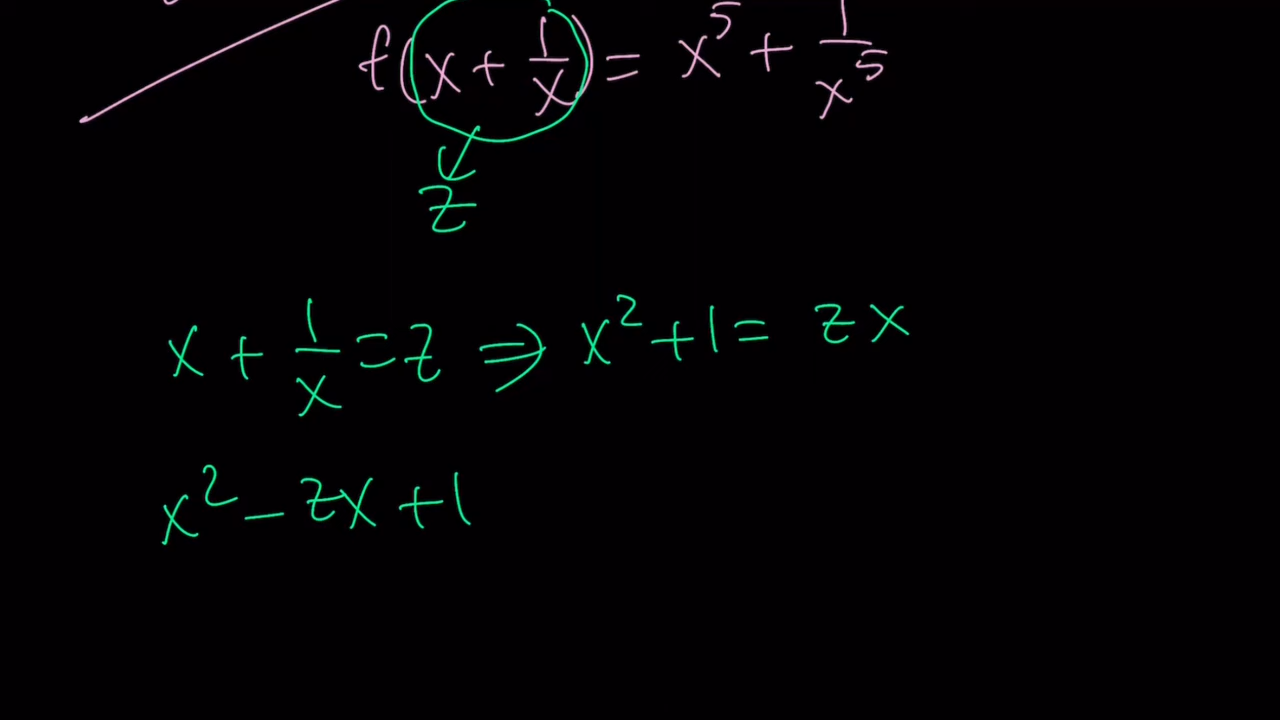 f(x + 1/x) = x^5 + 1/x^5
z
x + 1/x = z ⇒ x^2 + 1 = zx
x^2 - zx + 1